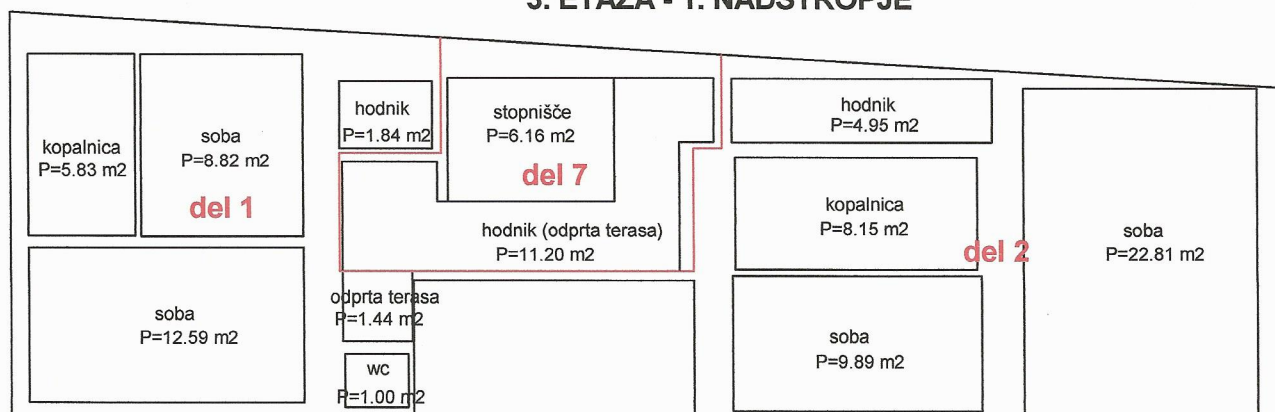 3. ETAŽA - 1. NADSTROPJE
kopalnica
P=5.83 m2
soba
P=8.82 m2
del 1
soba
P=12.59 m2
hodnik
P=1.84 m2
stopnišče
P=6.16 m2
del 7
hodnik (odprta terasa)
P=11.20 m2
odprta terasa
P=1.44 m2
wc
P=1.00 m2
hodnik
P=4.95 m2
kopalnica
P=8.15 m2
del 2
soba
P=9.89 m2
soba
P=22.81 m2